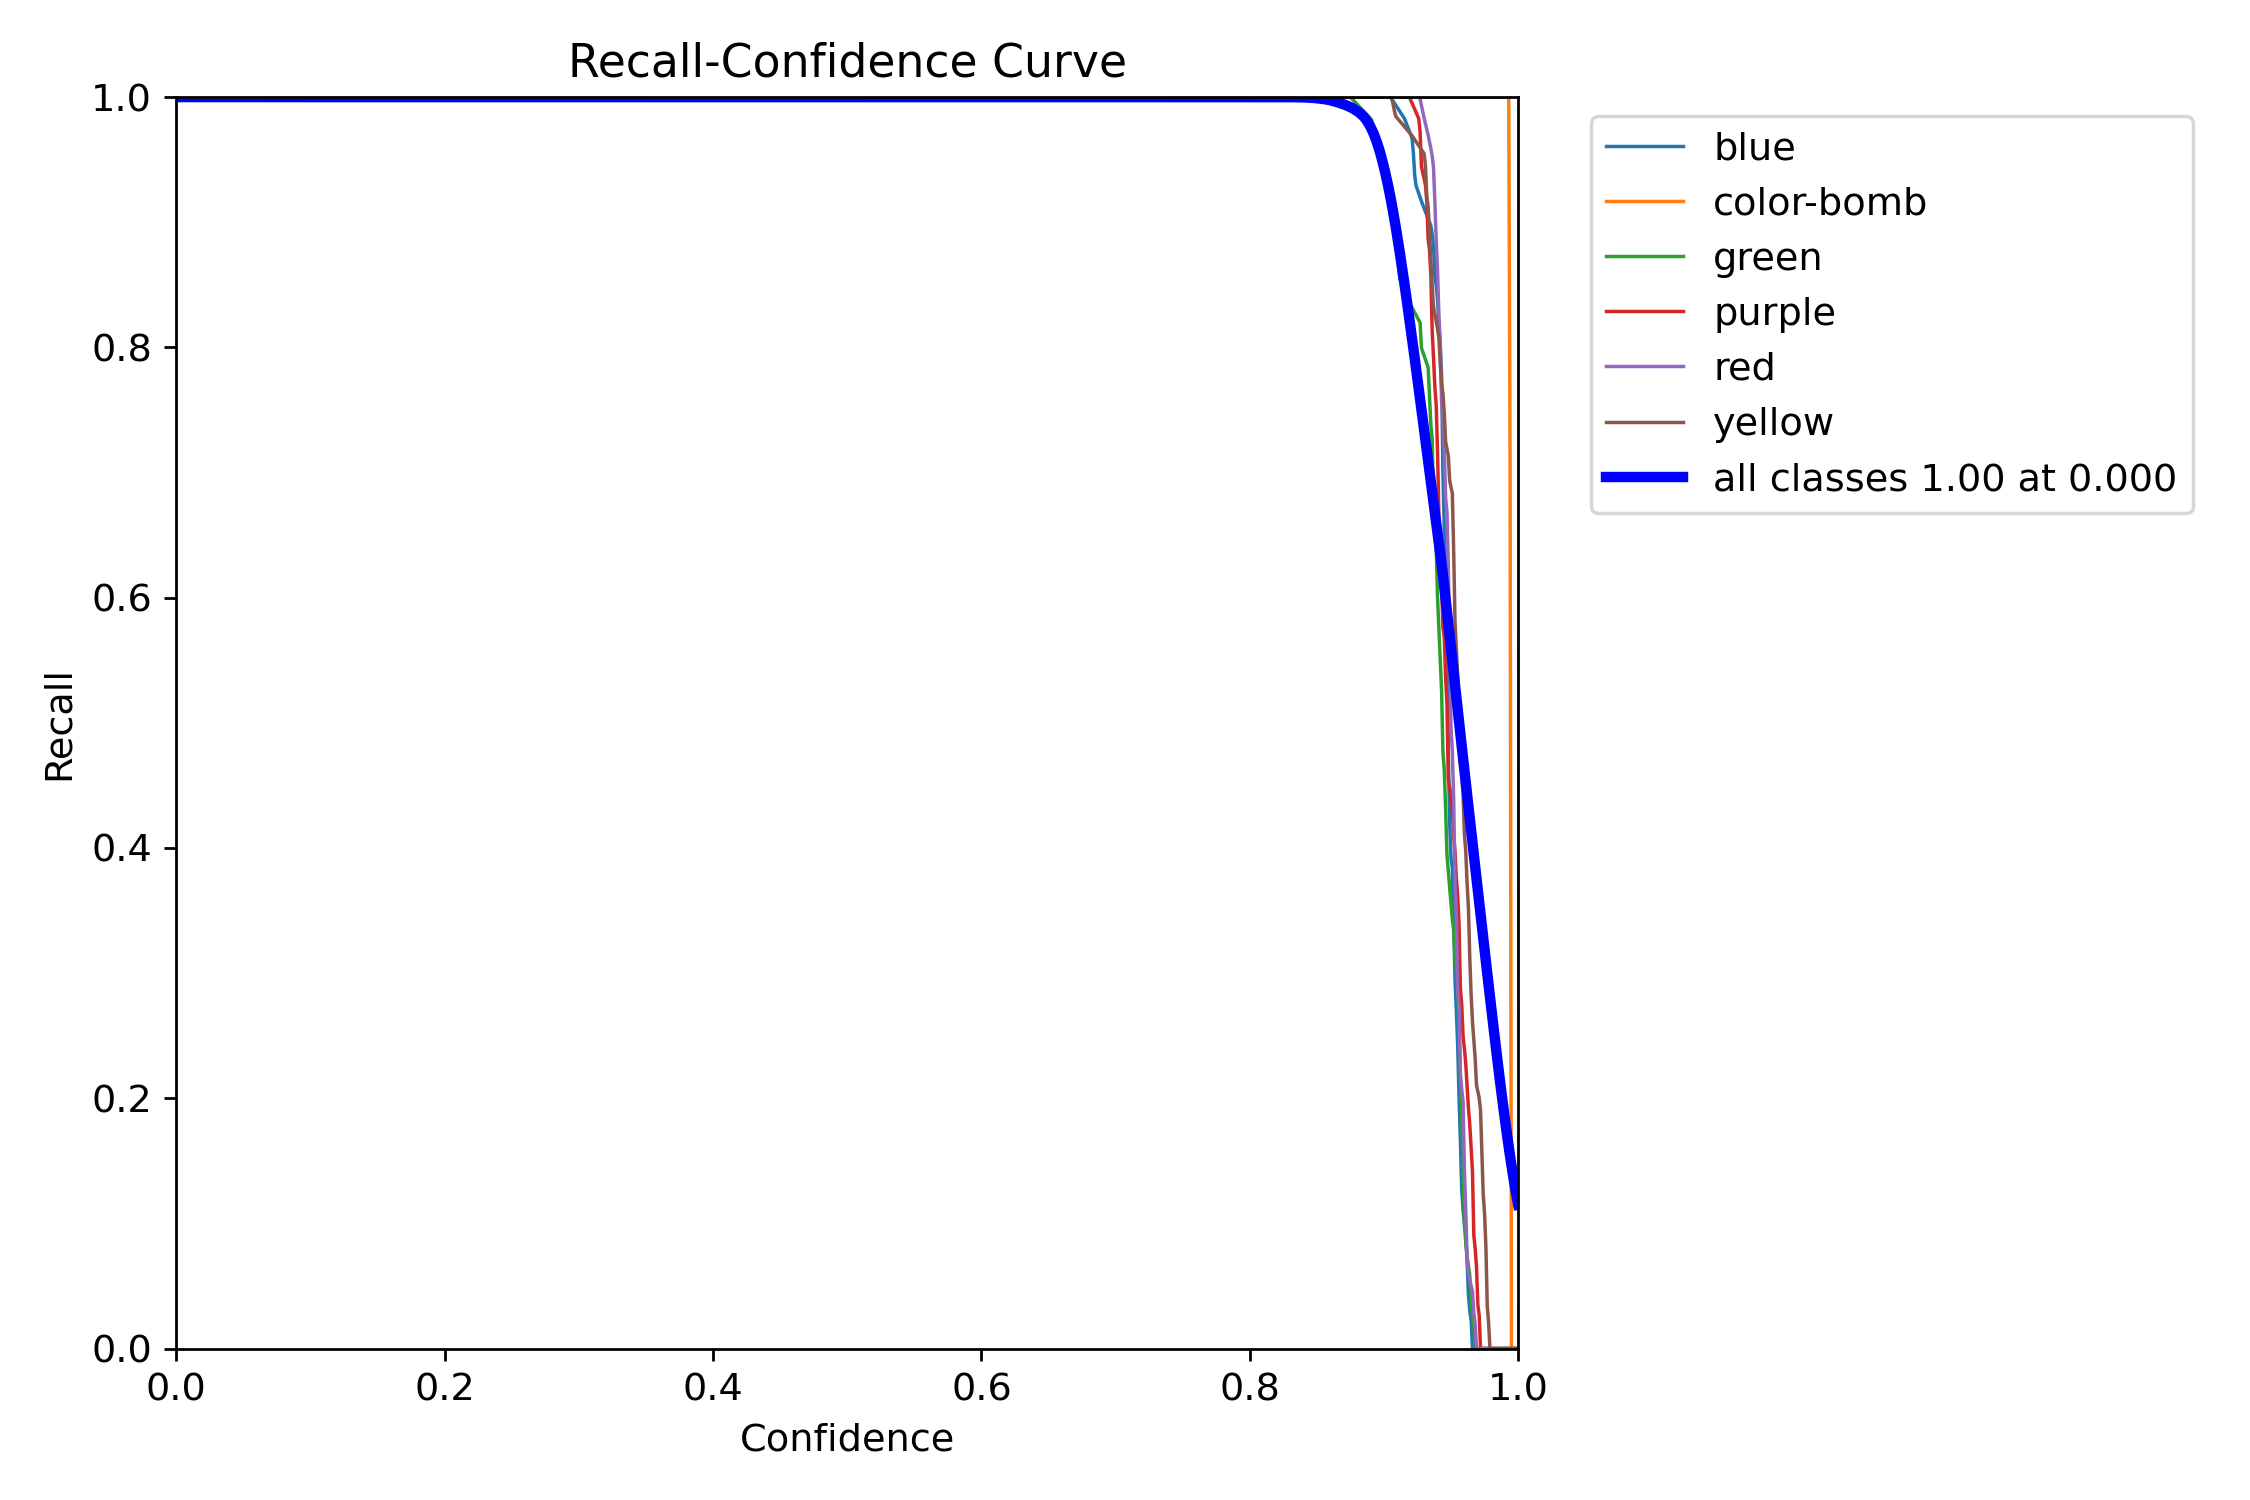 Recall-Confidence Curve
1.0
0.8
0.6
0.4
0.2
0.0
Recall
0.0 0.2 0.4 0.6 0.8 1.0
Confidence
blue
color-bomb
green
purple
red
yellow
all classes 1.00 at 0.000